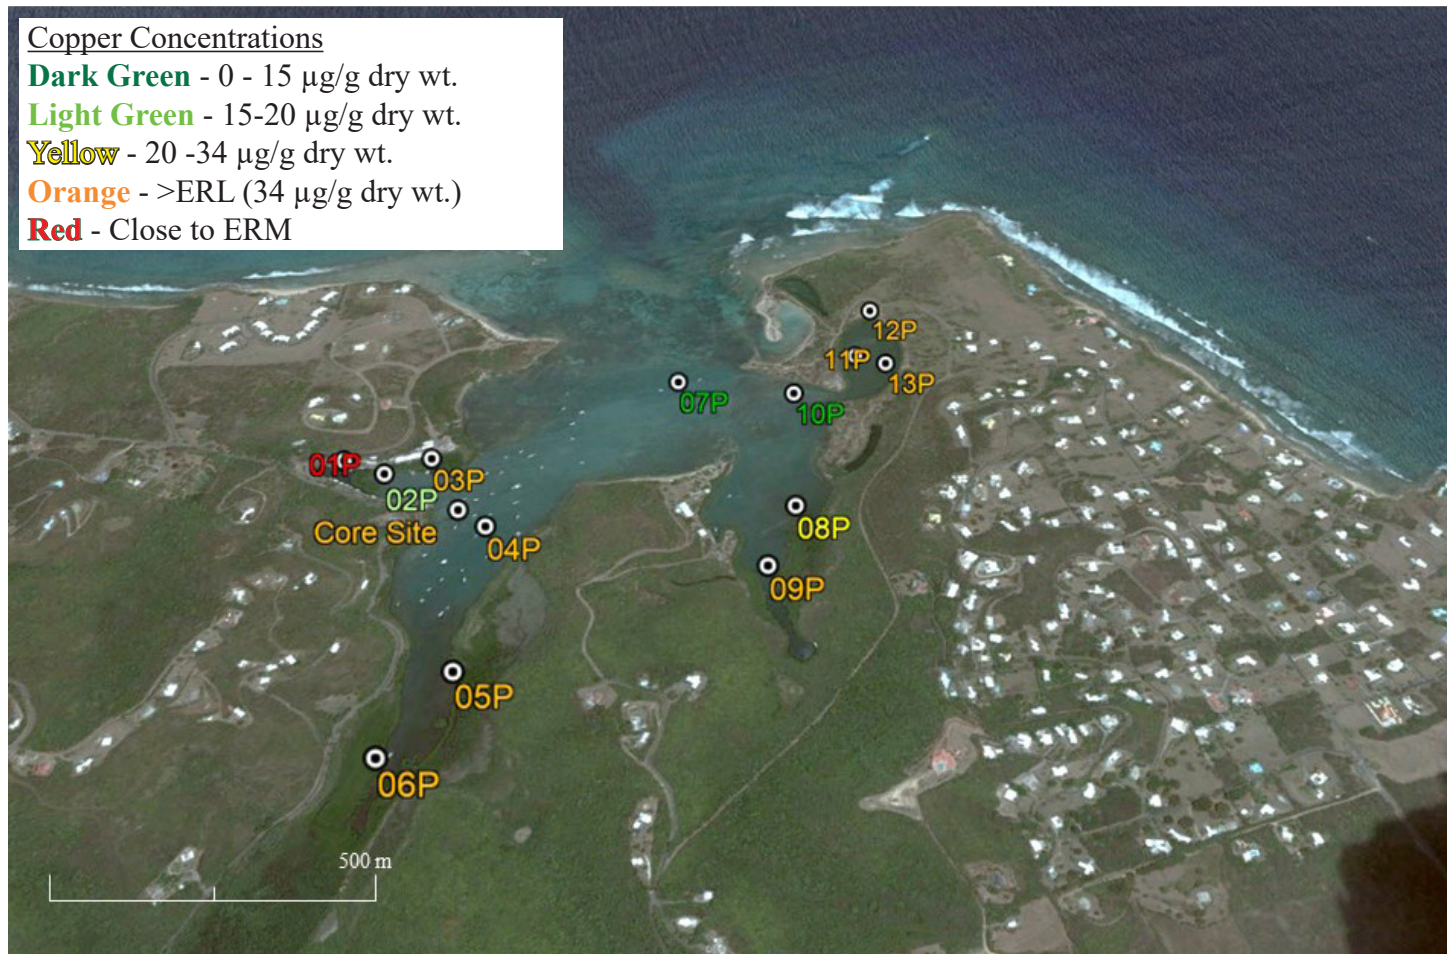 Copper Concentrations
Dark Green - 0 - 15 µg/g dry wt.
Light Green - 15-20 µg/g dry wt.
Yellow - 20 -34 µg/g dry wt.
Orange - >ERL (34 µg/g dry wt.)
Red - Close to ERM
12P
11P
13P
07P
10P
01P
03P
02P
Core Site
04P
08P
09P
05P
06P
500 m